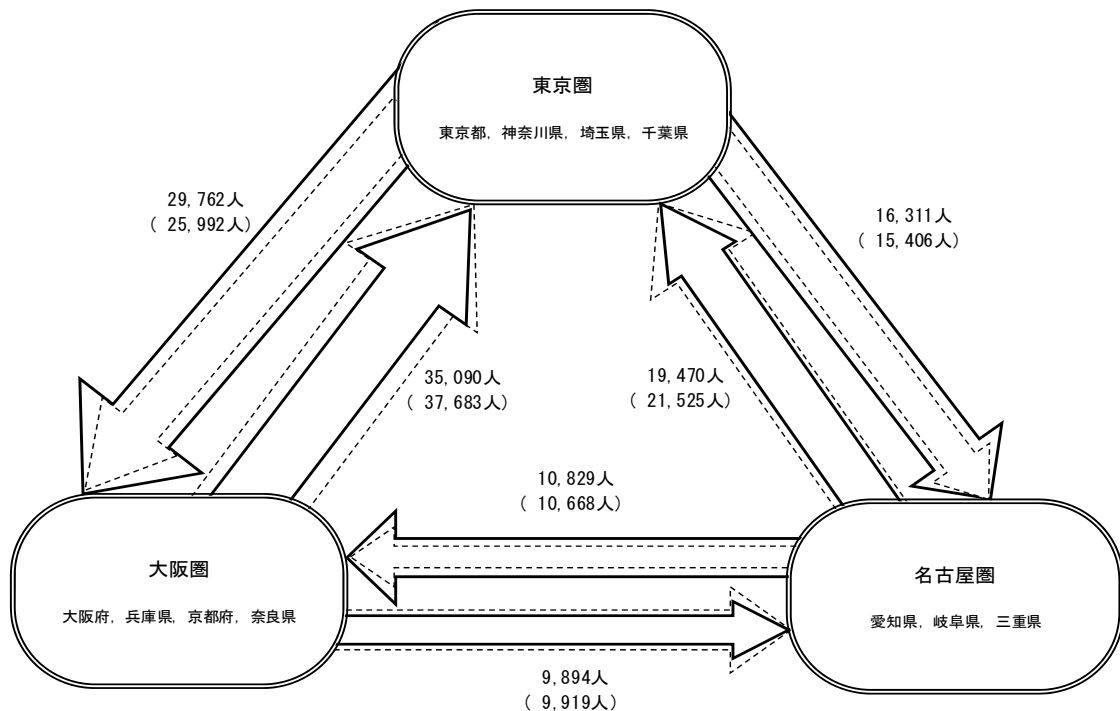 東京圏
東京都, 神奈川県, 埼玉県, 千葉県
29,762人
( 25,992人)
16,311人
( 15,406人)
35,090人
( 37,683人)
19,470人
( 21,525人)
10,829人
( 10,668人)
大阪圏
大阪府, 兵庫県, 京都府, 奈良県
名古屋圏
愛知県, 岐阜県, 三重県
9,894人
( 9,919人)